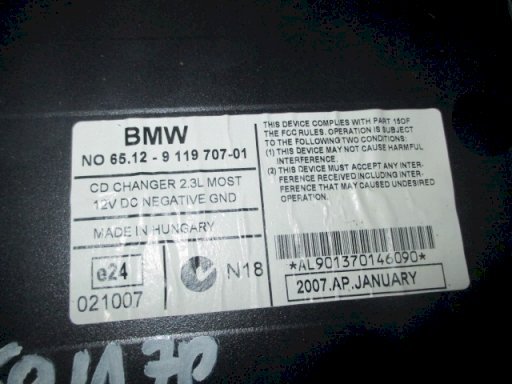 BMW
NO 65.12 - 9 119 707-01
CD CHANGER 2.3L MOST
12V DC NEGATIVE GND
MADE IN HUNGARY
e24
021007
N18
THIS DEVICE COMPLIES WITH PART 15OF
THE FCC RULES. OPERATION IS SUBJECT
TO THE FOLLOWING TWO CONDITIONS:
(1) THIS DEVICE MAY NOT CAUSE HARMFUL
INTERFERENCE.
(2) THIS DEVICE MUST ACCEPT ANY INTER-
FERENCE RECEIVED INCLUDING INTER-
FERENCE THAT MAY CAUSED UNDESIRED
OPERATION.
*AL901370146090*
2007.AP.JANUARY